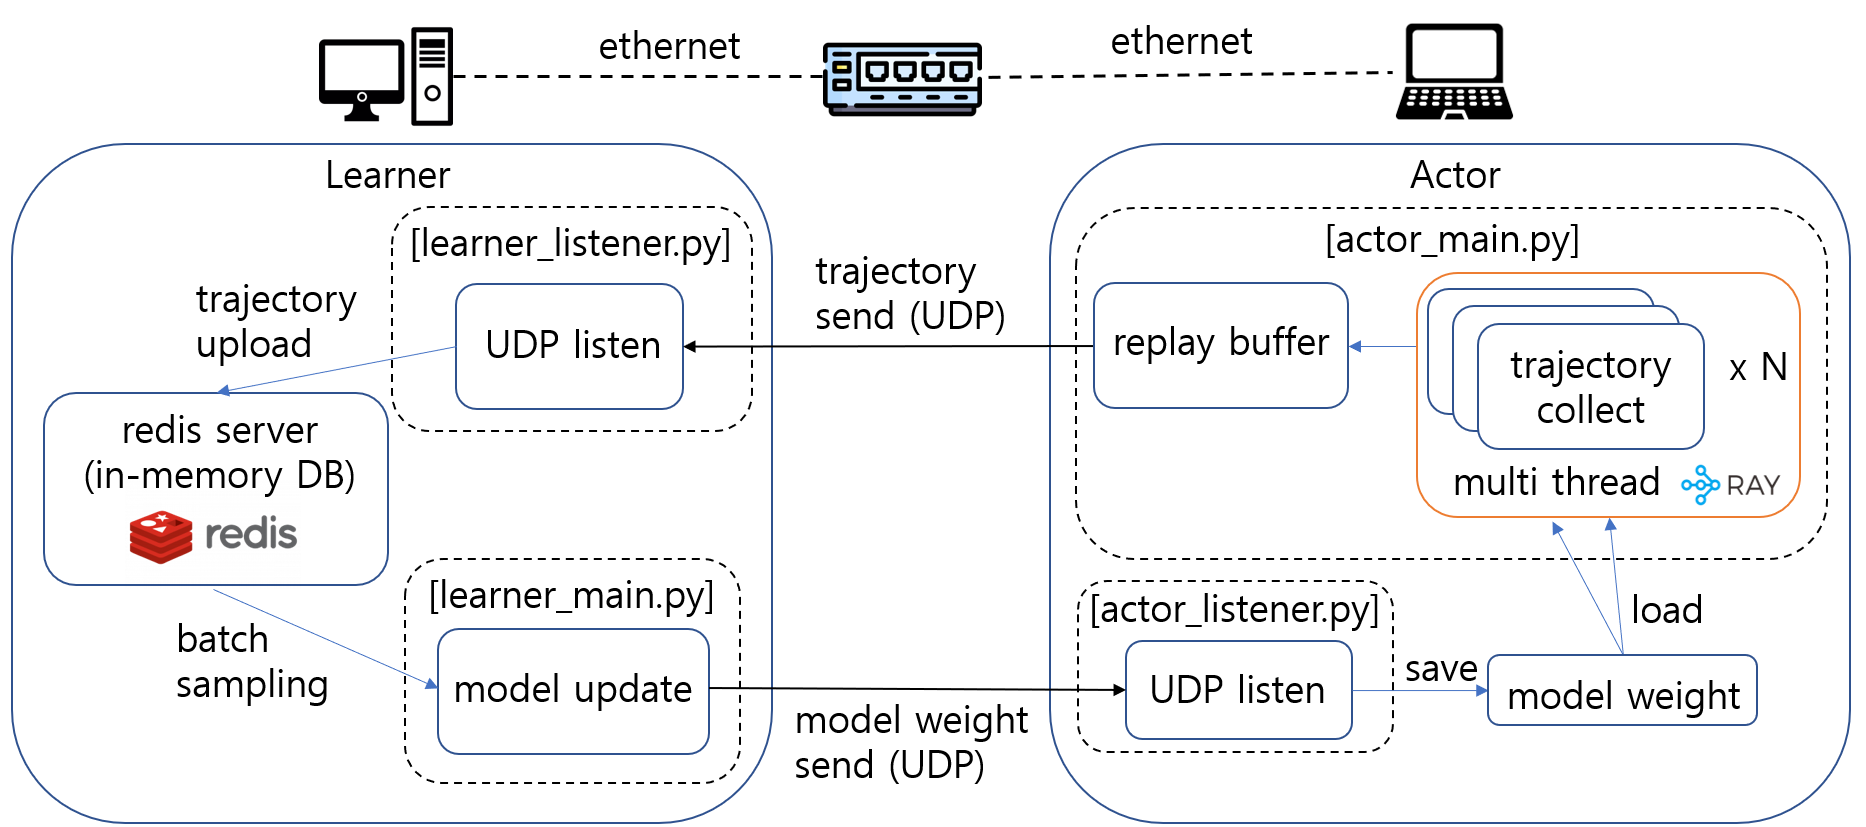 ethernet
ethernet
Learner
[learner_listener.py]
UDP listen
trajectory
upload
redis server
(in-memory DB)
redis
batch
sampling
[learner_main.py]
model update
trajectory
send (UDP)
model weight
send (UDP)
Actor
[actor_main.py]
replay buffer
trajectory
collect
x N
multi thread
RAY
[actor_listener.py]
UDP listen
save
load
model weight